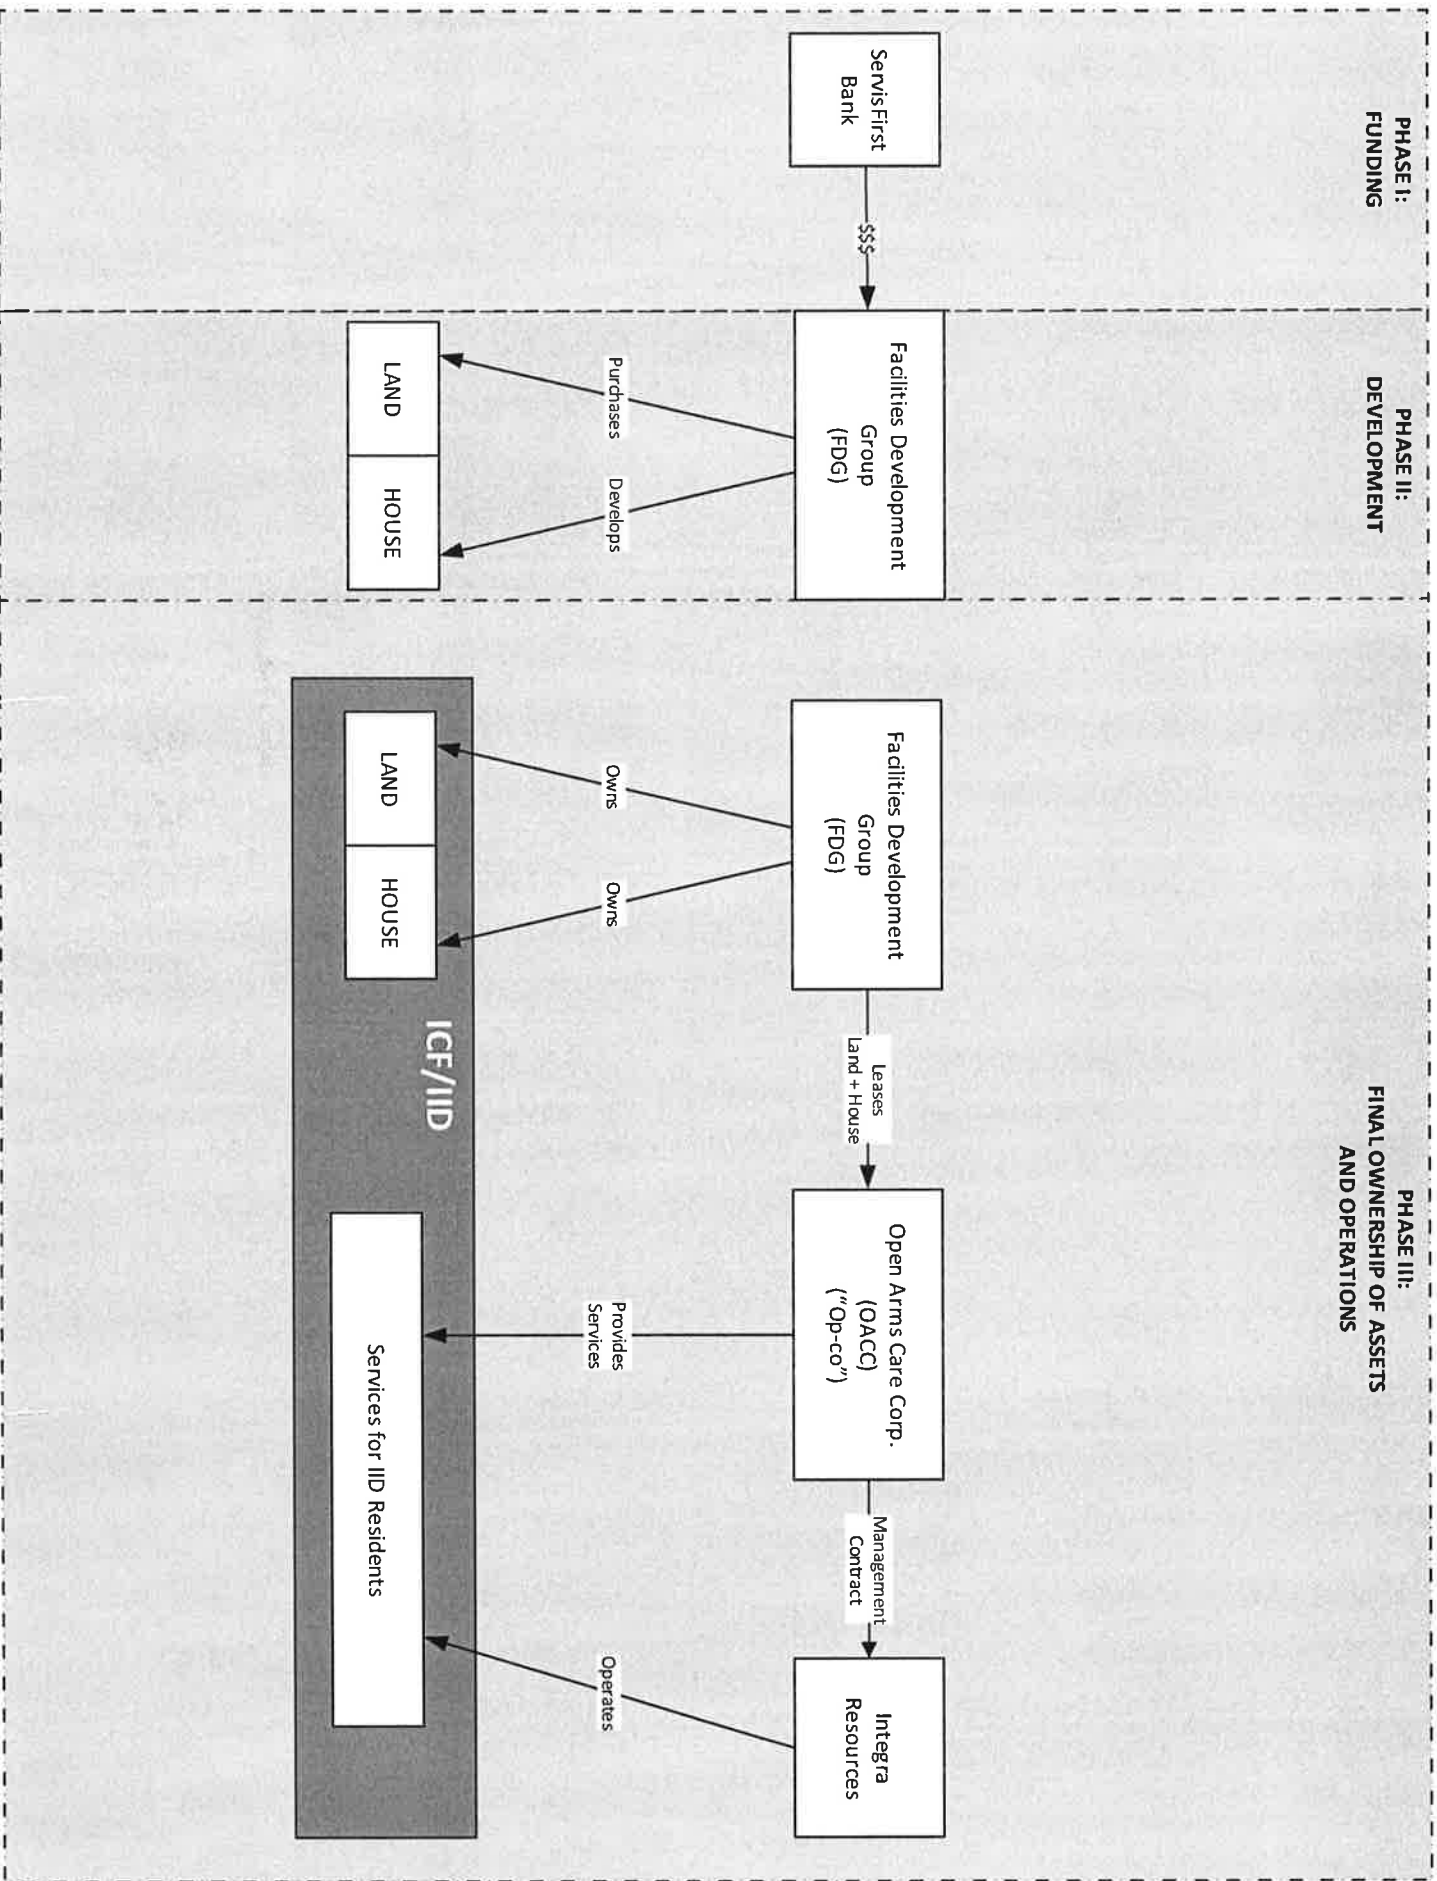 PHASE I:
FUNDING
ServisFirst
Bank
$$$
PHASE II:
DEVELOPMENT
Facilities Development
Group
(FDG)
Purchases
Develops
LAND
HOUSE
PHASE III:
FINAL OWNERSHIP OF ASSETS
AND OPERATIONS
Facilities Development
Group
(FDG)
Leases
Land + House
Open Arms Care Corp.
(OACC)
("Op-co")
Management
Contract
Integra
Resources
Owns
Owns
Provides
Services
Operates
ICF/IID
LAND
HOUSE
Services for IID Residents